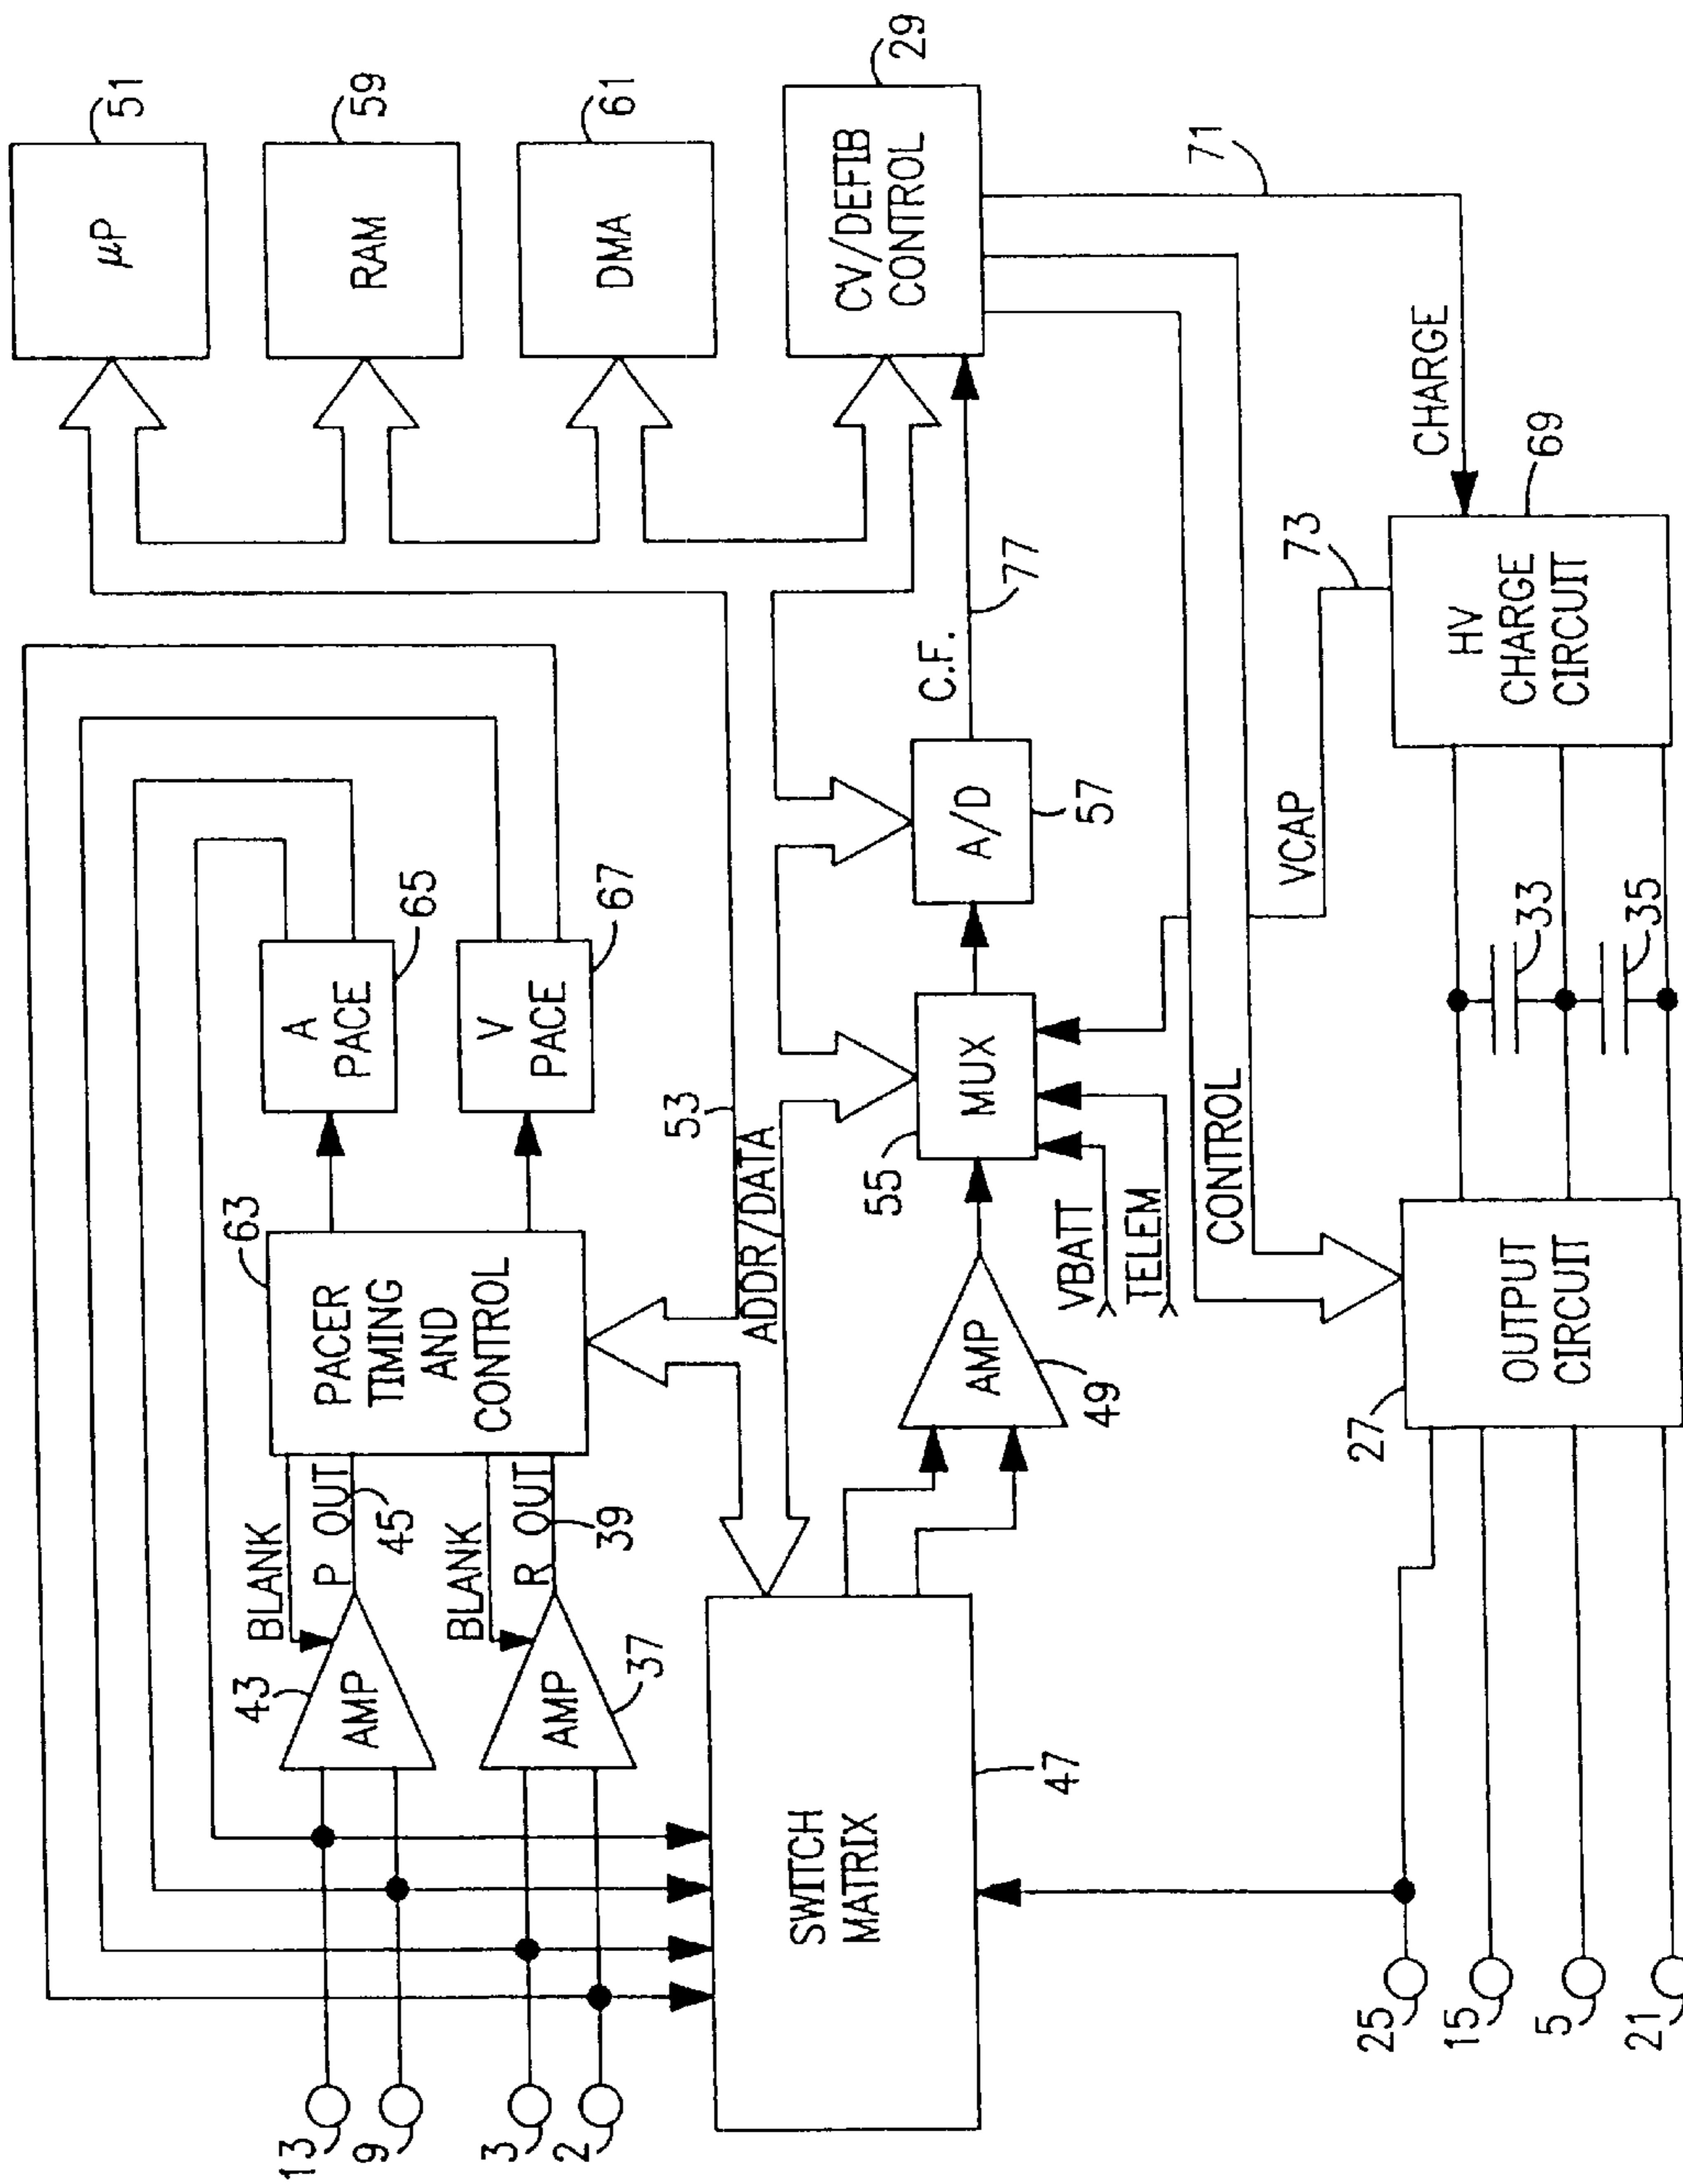 13
9
3
2
43
AMP
BLANK
P OUT
45
AMP
37
BLANK
R OUT
39
63
PACER
TIMING
AND
CONTROL
A
PACE
65
V
PACE
67
53
ADDR/DATA
µP
51
RAM
59
DMA
61
CV/DEFIB
CONTROL
29
SWITCH
MATRIX
47
AMP
49
55
MUX
VBATT
TELEM
A/D
57
C.F.
77
CONTROL
VCAP
73
71
CHARGE
HV
CHARGE
CIRCUIT
69
33
35
27
OUTPUT
CIRCUIT
25
15
5
21